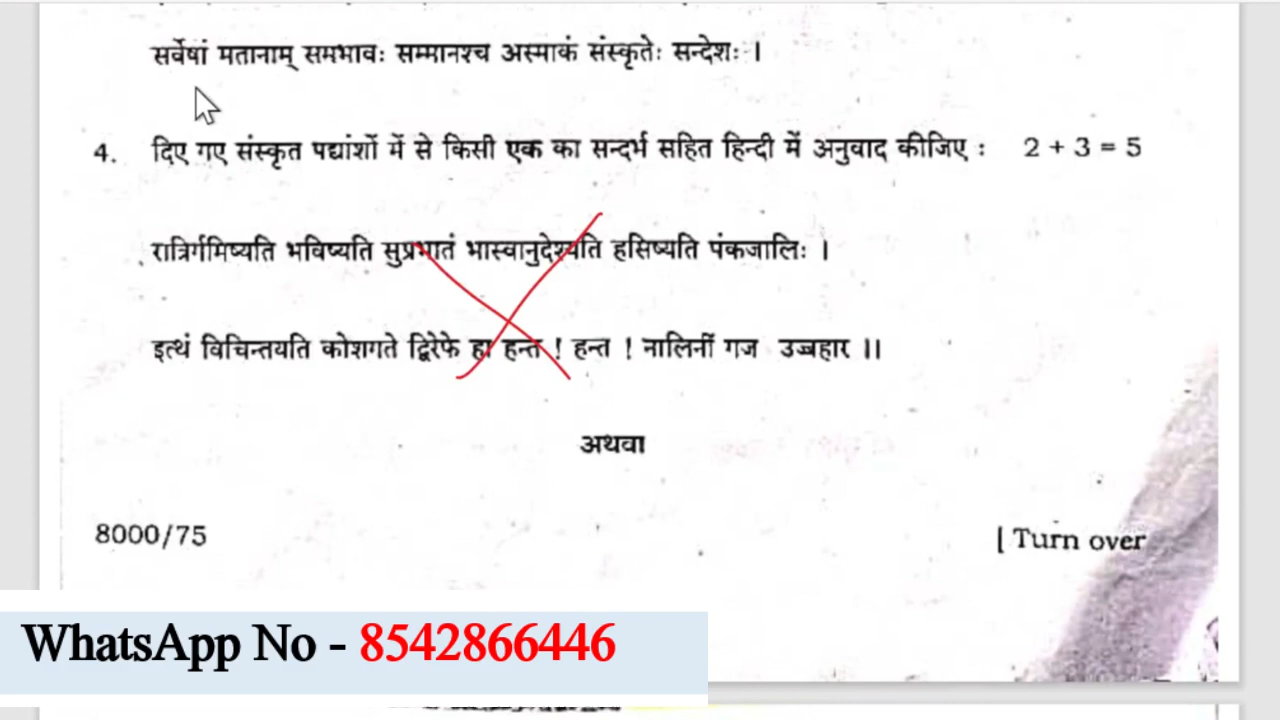 सर्वेषां मतानाम् समभावः सम्मानश्च अस्माकं संस्कृतेः सन्देशः ।
4. दिए गए संस्कृत पद्यांशों में से किसी एक का सन्दर्भ सहित हिन्दी में अनुवाद कीजिए : 2 + 3 = 5
रात्रिर्गमिष्यति भविष्यति सुप्रभातं भास्वानुदेश्यति हसिष्यति पंकजालिः ।
इत्थं विचिन्तयति कोशगते द्विरेफे हा हन्त ! हन्त ! नालिनीं गज उज्जहार ।।
अथवा
8000/75 [ Turn over
WhatsApp No - 8542866446